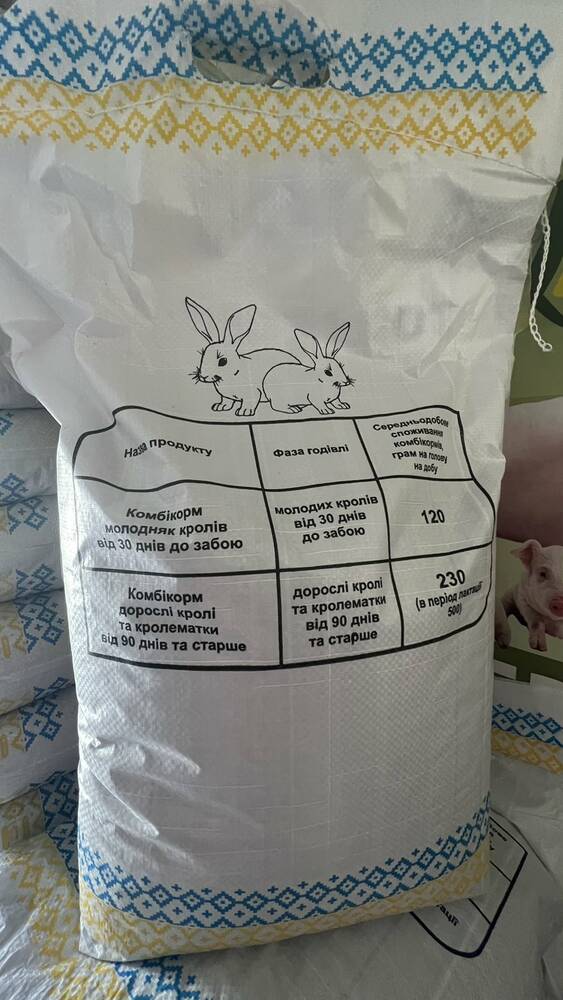 Назва продукту
Фаза годівлі
Середньодобове
споживання
комбікормів,
грам на голову
на добу
Комбікорм
молодняк кролів
від 30 днів до забою
молодих кролів
від 30 днів
до забою
120
Комбікорм
дорослі кролі
та кролематки
від 90 днів та старше
дорослі кролі
та кролематки
від 90 днів
та старше
230
(в період лактації
500)